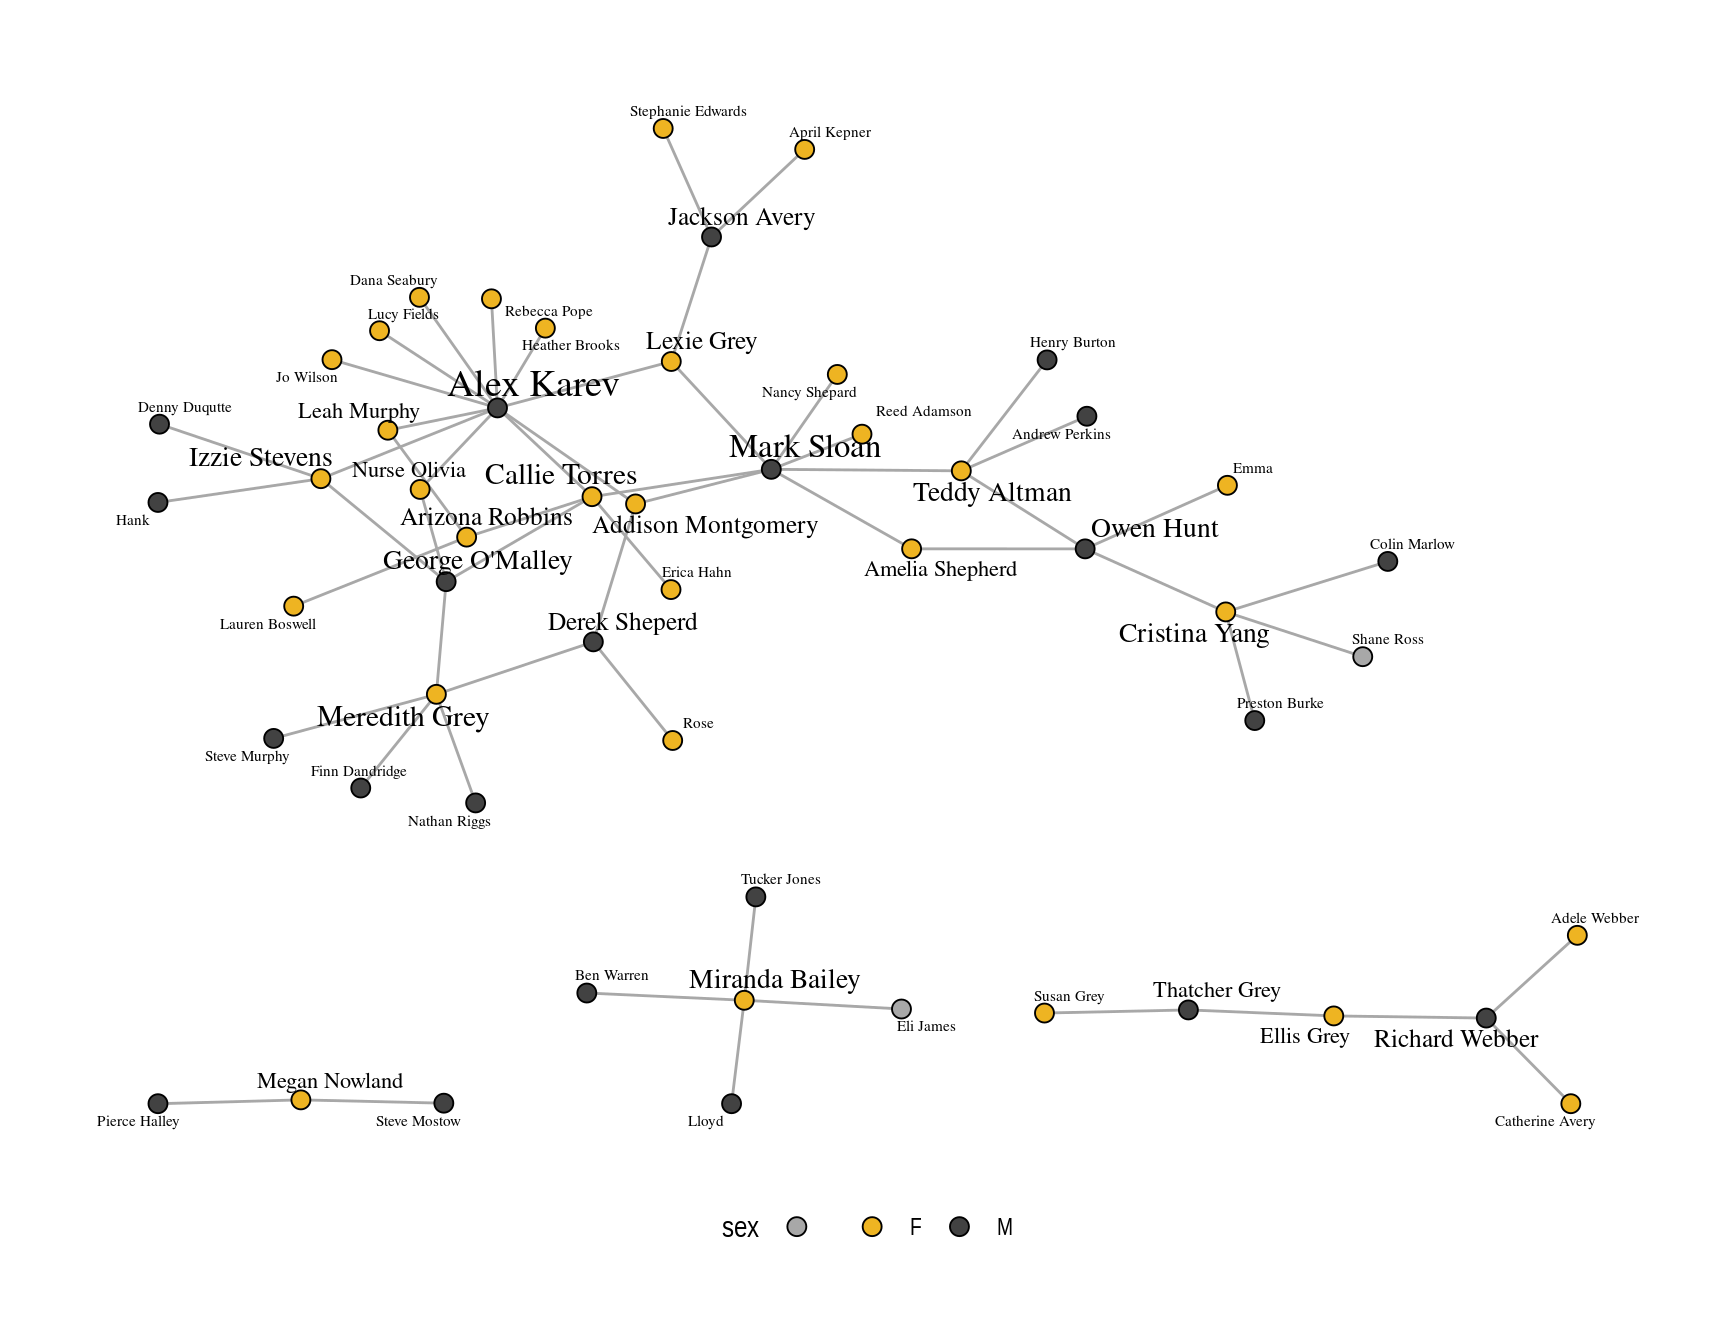 Stephanie Edwards
April Kepner
Jackson Avery
Dana Seabury
Rebecca Pope
Lucy Fields
Heather Brooks
Lexie Grey
Henry Burton
Jo Wilson
Alex Karev
Nancy Shepard
Denny Duqutte
Leah Murphy
Reed Adamson
Andrew Perkins
Mark Sloan
Izzie Stevens
Nurse Olivia
Callie Torres
Emma
Teddy Altman
Hank
Arizona Robbins
Addison Montgomery
Owen Hunt
Colin Marlow
George O'Malley
Erica Hahn
Amelia Shepherd
Lauren Boswell
Derek Sheperd
Cristina Yang
Shane Ross
Preston Burke
Meredith Grey
Rose
Steve Murphy
Finn Dandridge
Nathan Riggs
Tucker Jones
Adele Webber
Ben Warren
Miranda Bailey
Eli James
Susan Grey
Thatcher Grey
Ellis Grey
Richard Webber
Megan Nowland
Pierce Halley
Steve Mostow
Lloyd
Catherine Avery
sex F M